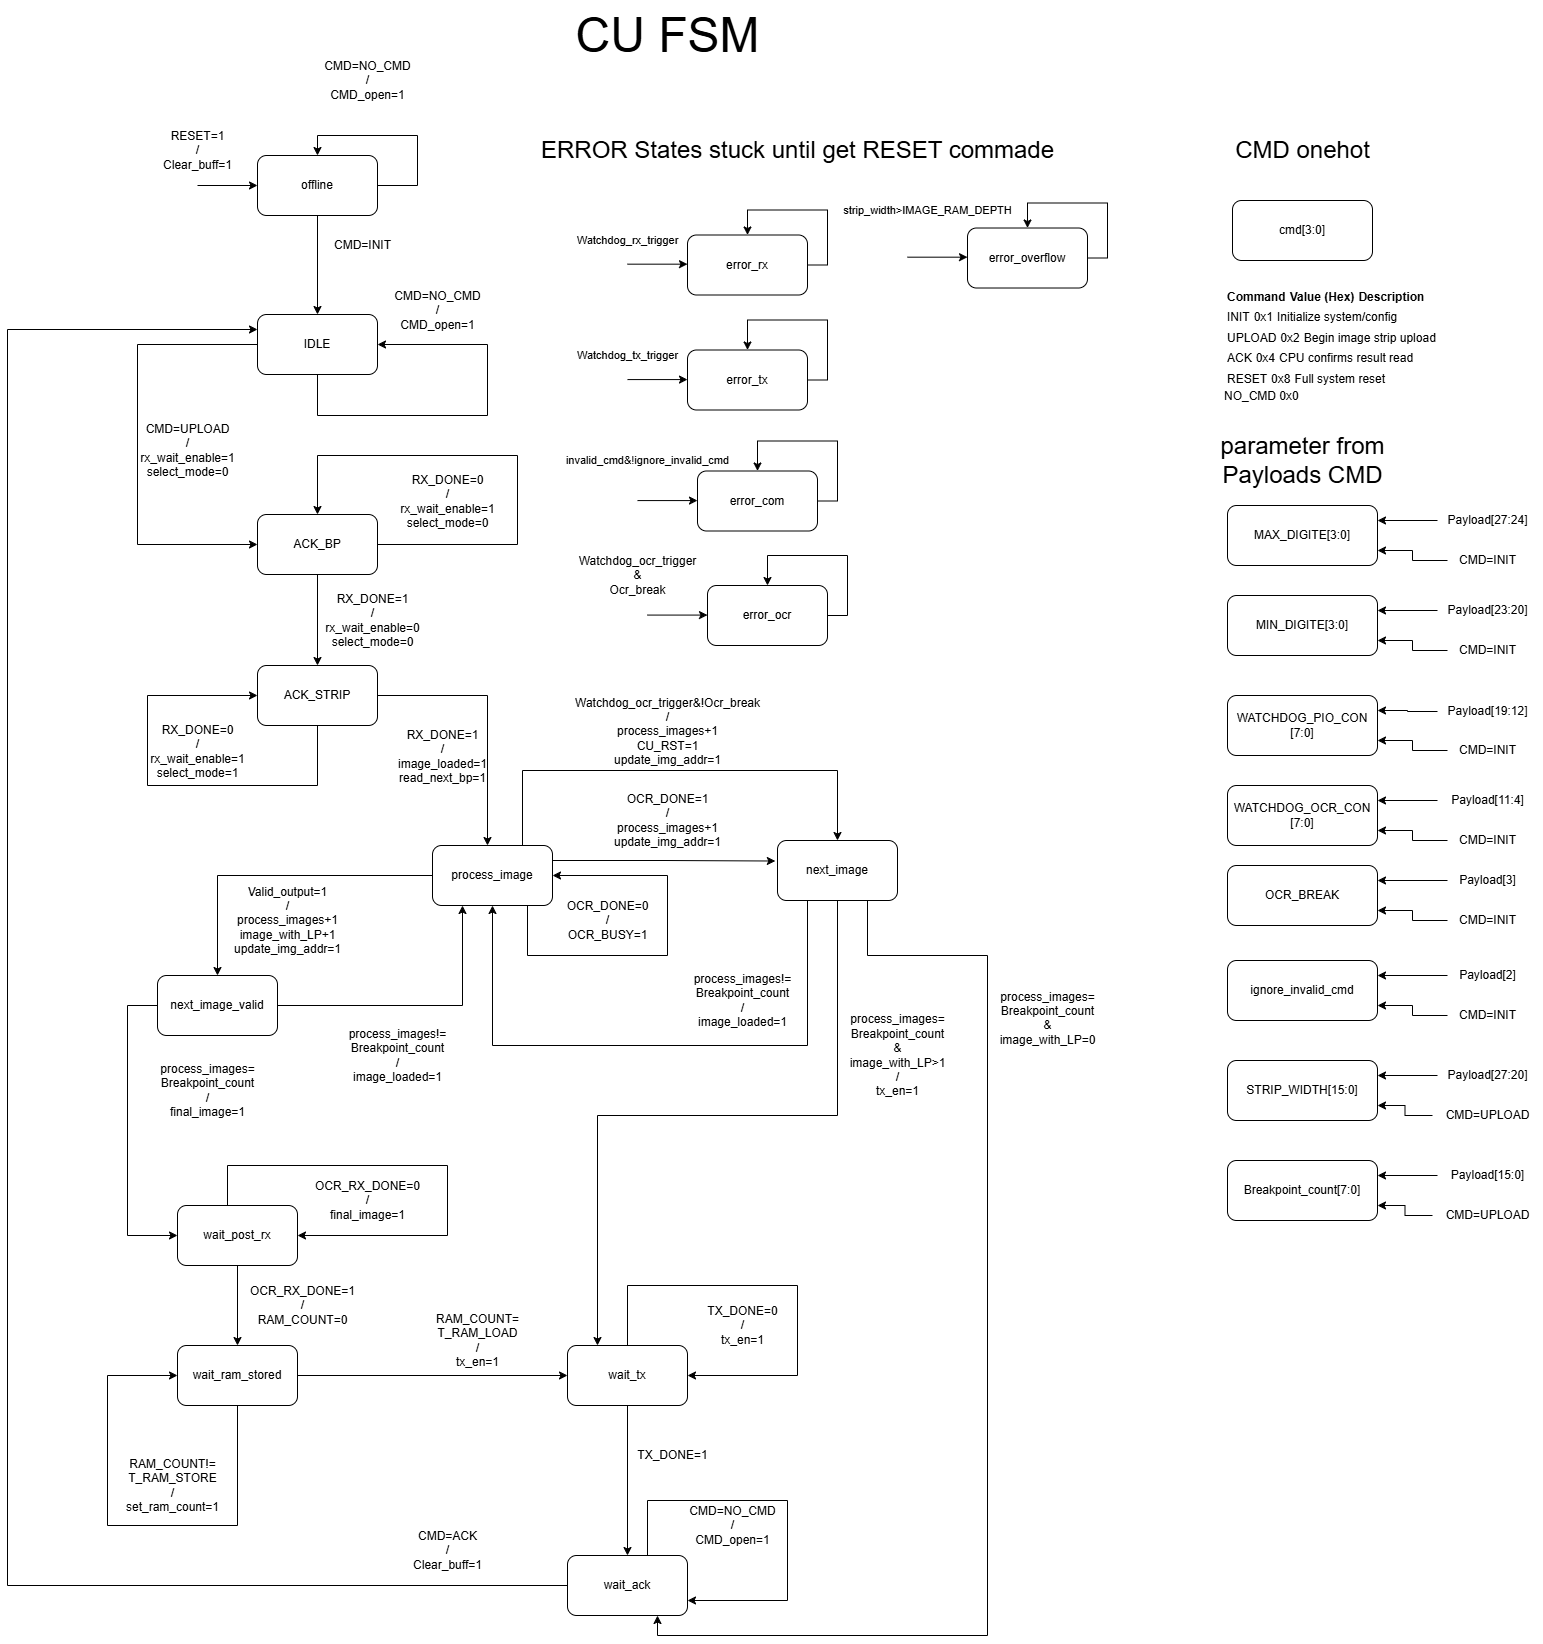 CU FSM
CMD=NO_CMD
/
CMD_open=1
RESET=1
/
Clear_buff=1
offline
CMD=INIT
CMD=NO_CMD
/
CMD_open=1
IDLE
CMD=UPLOAD
/
rx_wait_enable=1
select_mode=0
RX_DONE=0
/
rx_wait_enable=1
select_mode=0
ACK_BP
RX_DONE=1
/
rx_wait_enable=0
select_mode=0
ACK_STRIP
RX_DONE=0
/
rx_wait_enable=1
select_mode=1
RX_DONE=1
/
image_loaded=1
read_next_bp=1
Watchdog_ocr_trigger&!Ocr_break
/
process_images+1
CU_RST=1
update_img_addr=1
OCR_DONE=1
/
process_images+1
update_img_addr=1
process_image
next_image
OCR_DONE=0
/
OCR_BUSY=1
Valid_output=1
/
process_images+1
image_with_LP+1
update_img_addr=1
next_image_valid
process_images!=
Breakpoint_count
/
image_loaded=1
process_images!=
Breakpoint_count
/
image_loaded=1
process_images=
Breakpoint_count
&
image_with_LP>1
/
tx_en=1
process_images=
Breakpoint_count
&
image_with_LP=0
process_images=
Breakpoint_count
/
final_image=1
OCR_RX_DONE=0
/
final_image=1
wait_post_rx
OCR_RX_DONE=1
/
RAM_COUNT=0
RAM_COUNT=
T_RAM_LOAD
/
tx_en=1
wait_ram_stored
TX_DONE=0
/
tx_en=1
wait_tx
RAM_COUNT!=
T_RAM_STORE
/
set_ram_count=1
TX_DONE=1
CMD=NO_CMD
/
CMD_open=1
CMD=ACK
/
Clear_buff=1
wait_ack
ERROR States stuck until get RESET commade
Watchdog_rx_trigger
error_rx
strip_width>IMAGE_RAM_DEPTH
error_overflow
Watchdog_tx_trigger
error_tx
invalid_cmd&!ignore_invalid_cmd
error_com
Watchdog_ocr_trigger
&
Ocr_break
error_ocr
CMD onehot
cmd[3:0]
Command Value (Hex) Description
INIT 0x1 Initialize system/config
UPLOAD 0x2 Begin image strip upload
ACK 0x4 CPU confirms result read
RESET 0x8 Full system reset
NO_CMD 0x0
parameter from
Payloads CMD
MAX_DIGITE[3:0]
Payload[27:24]
CMD=INIT
MIN_DIGITE[3:0]
Payload[23:20]
CMD=INIT
WATCHDOG_PIO_CON
[7:0]
Payload[19:12]
CMD=INIT
WATCHDOG_OCR_CON
[7:0]
Payload[11:4]
CMD=INIT
OCR_BREAK
Payload[3]
CMD=INIT
ignore_invalid_cmd
Payload[2]
CMD=INIT
STRIP_WIDTH[15:0]
Payload[27:20]
CMD=UPLOAD
Breakpoint_count[7:0]
Payload[15:0]
CMD=UPLOAD